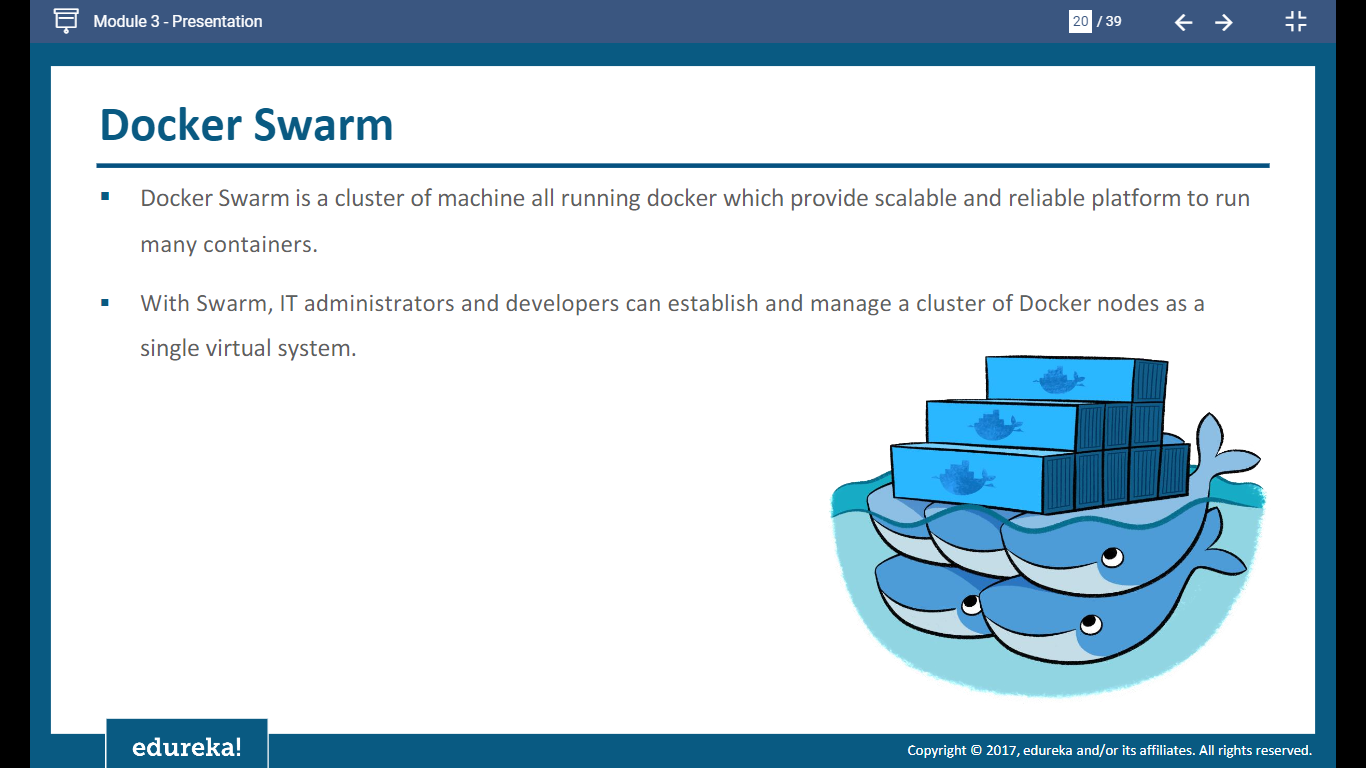 Module 3 - Presentation
20 / 39
Docker Swarm
▪ Docker Swarm is a cluster of machine all running docker which provide scalable and reliable platform to run
many containers.
▪ With Swarm, IT administrators and developers can establish and manage a cluster of Docker nodes as a
single virtual system.
edureka!
Copyright © 2017, edureka and/or its affiliates. All rights reserved.